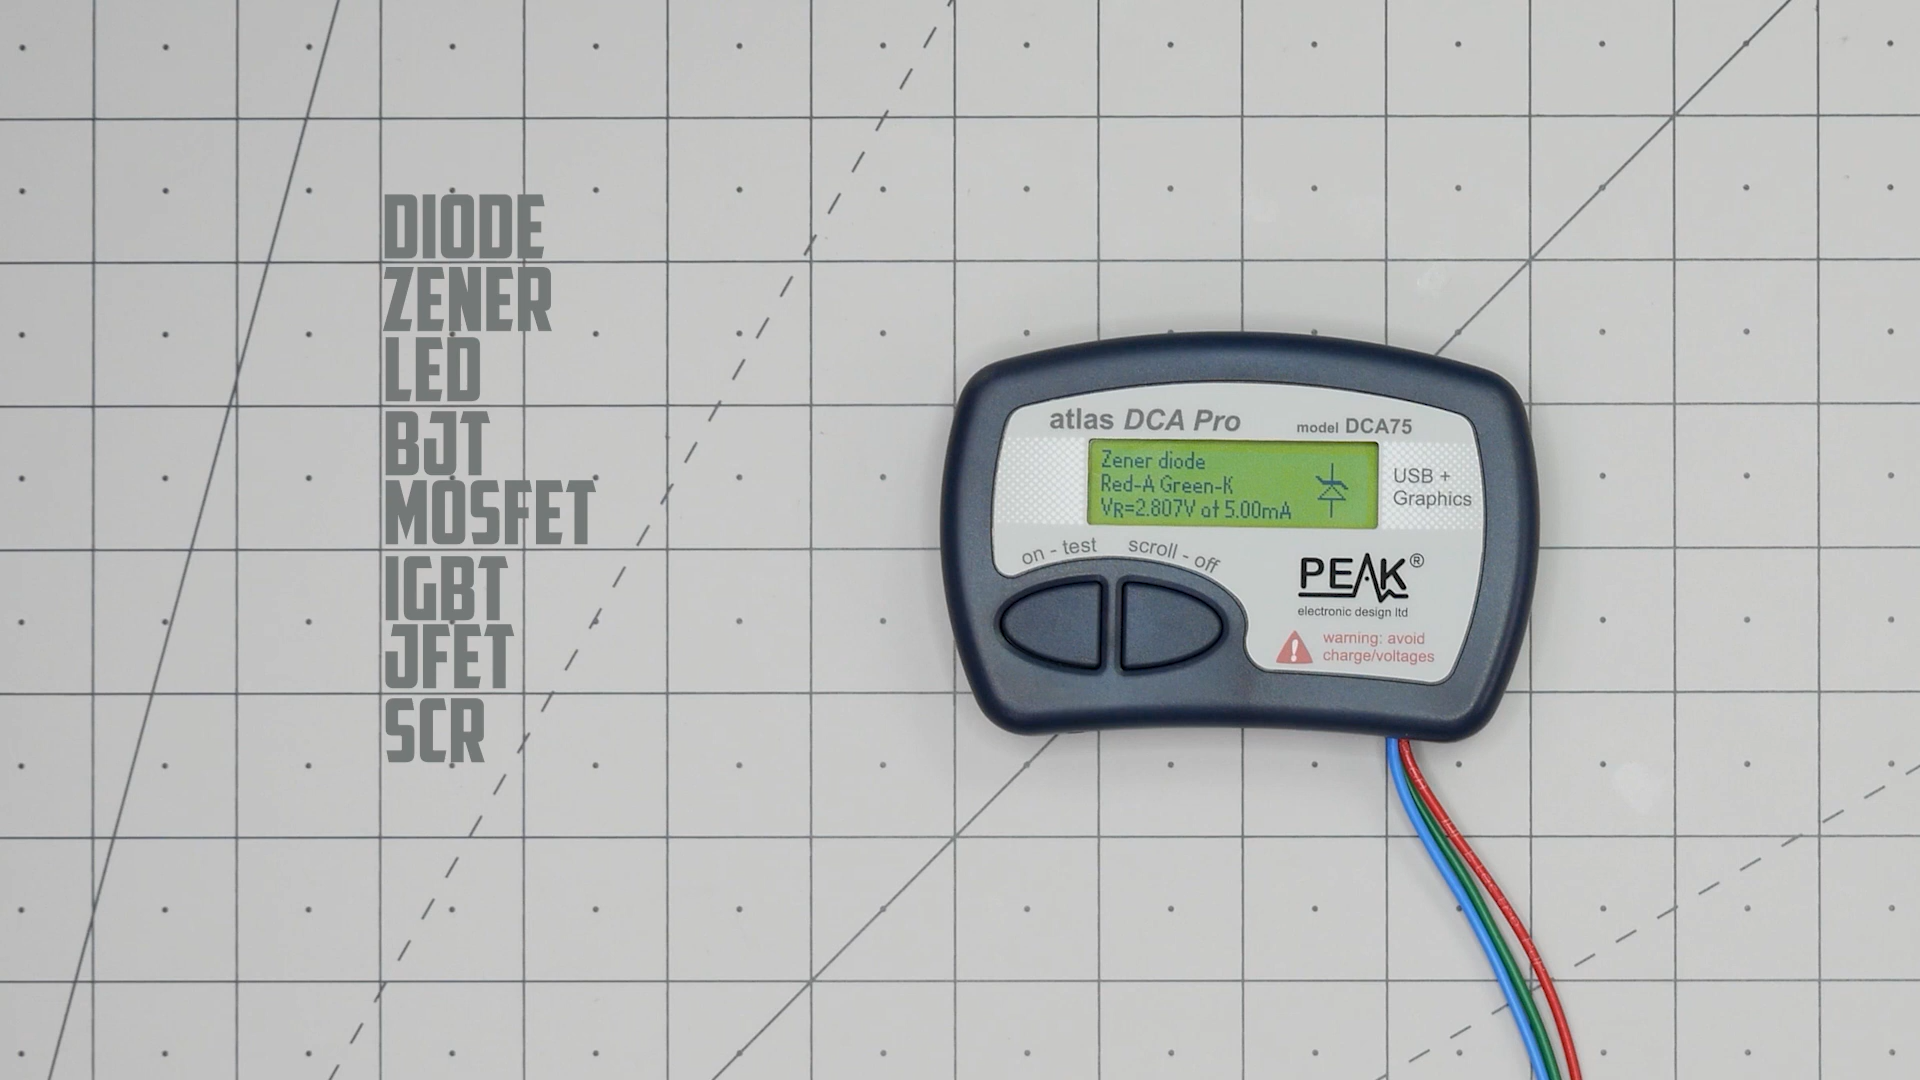 DIODE
ZENER
LED
BJT
MOSFET
IGBT
JFET
SCR
atlas DCA Pro
model DCA75
Zener diode
Red-A Green-K
VR=2.807V at 5.00mA
USB +
Graphics
on - test
scroll - off
PEAK®
electronic design ltd
warning: avoid
charge/voltages